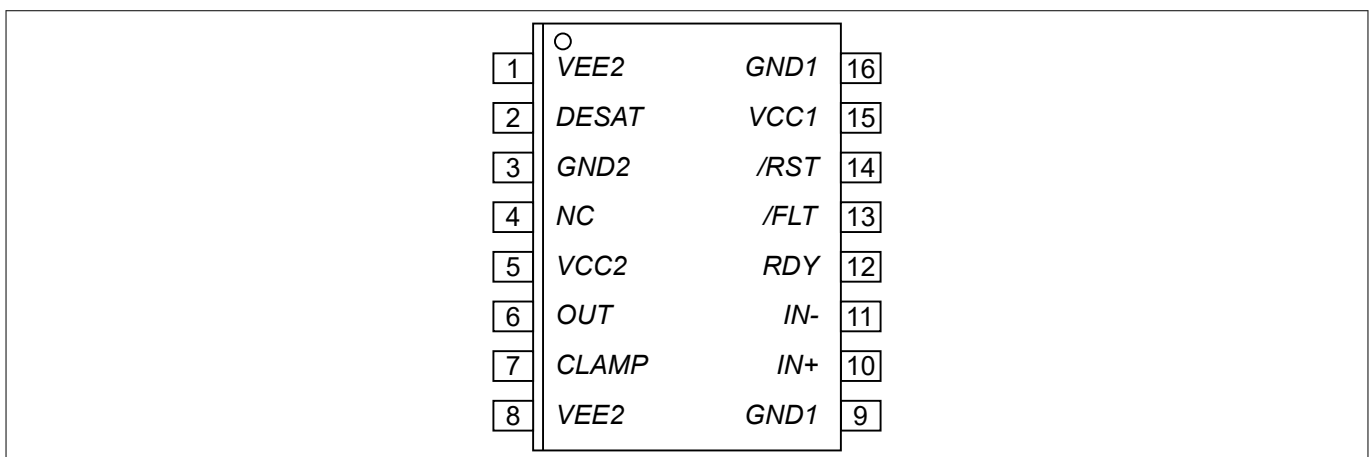 1 VEE2 GND1 16
2 DESAT VCC1 15
3 GND2 /RST 14
4 NC /FLT 13
5 VCC2 RDY 12
6 OUT IN- 11
7 CLAMP IN+ 10
8 VEE2 GND1 9